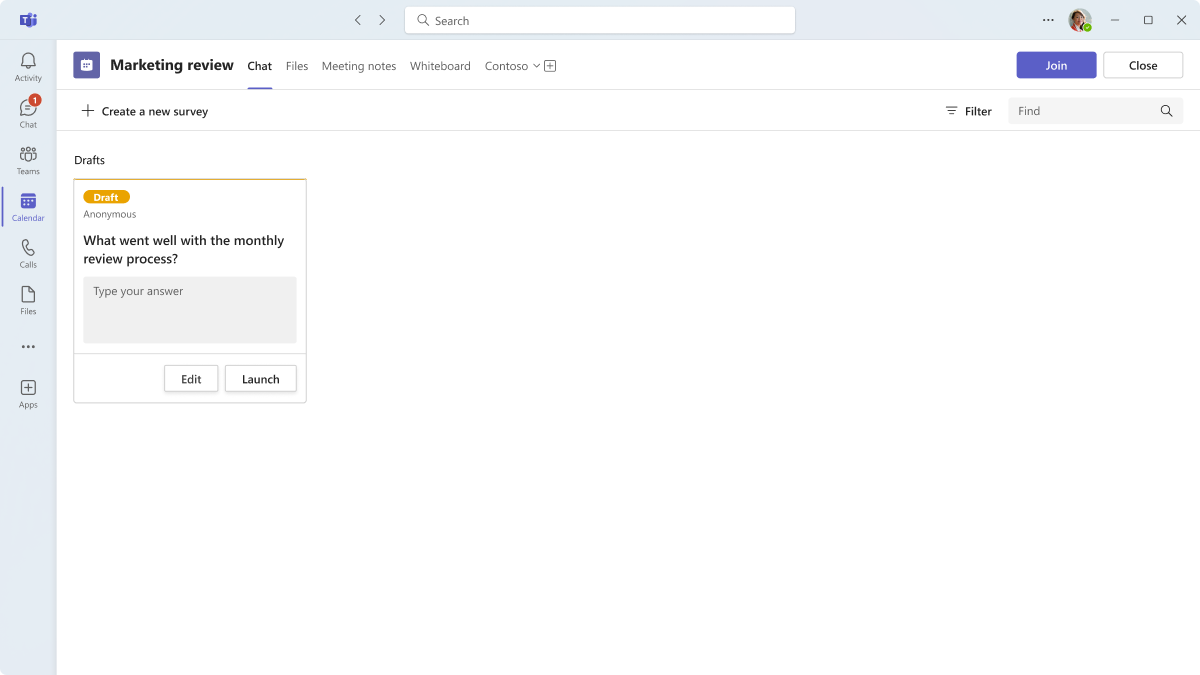 Search
Activity
1
Chat
Teams
Calendar
Calls
Files
Apps
Marketing review
Chat
Files
Meeting notes
Whiteboard
Contoso
Join
Close
Create a new survey
Filter
Find
Drafts
Draft
Anonymous
What went well with the monthly
review process?
Type your answer
Edit
Launch